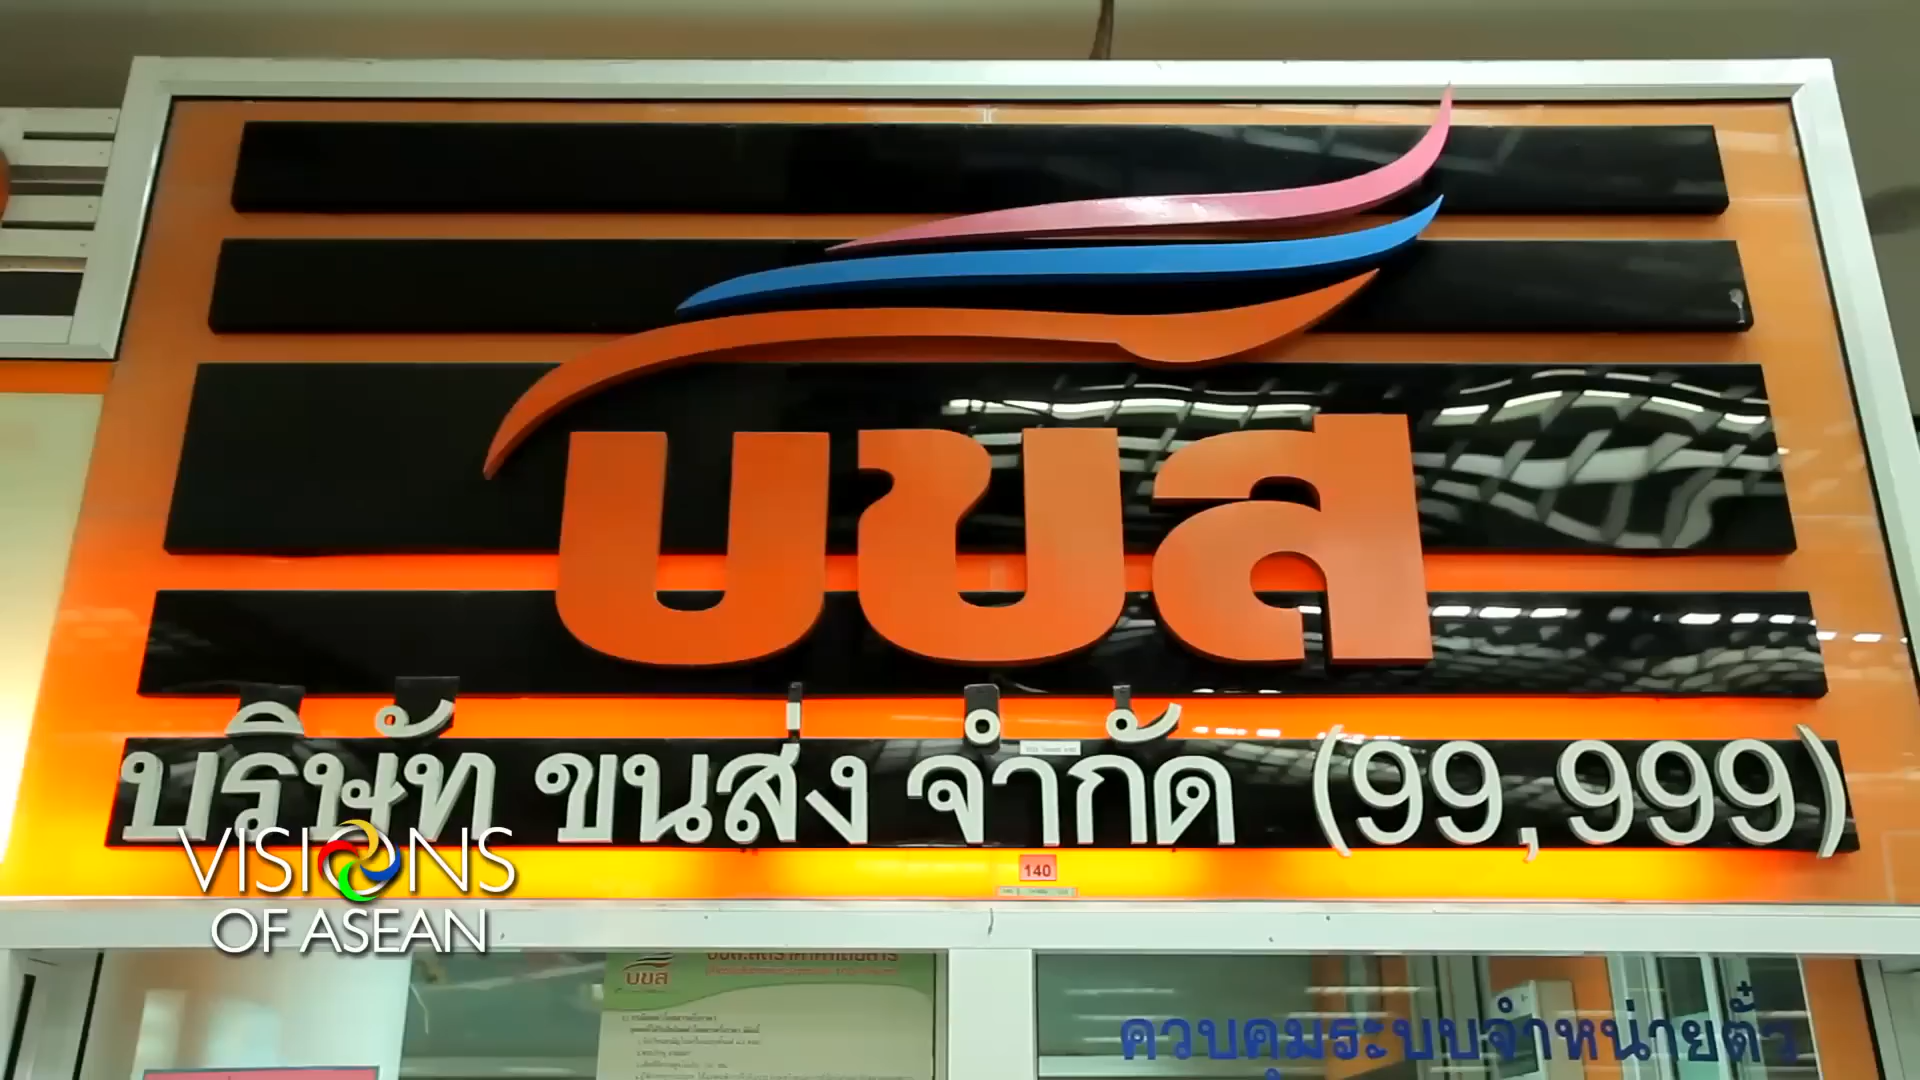 บขส
บริษัท ขนส่ง จำกัด (99,999)
140
VISIONS
OF ASEAN
บขส
ควบคุมระบบจำหน่ายตั๋ว